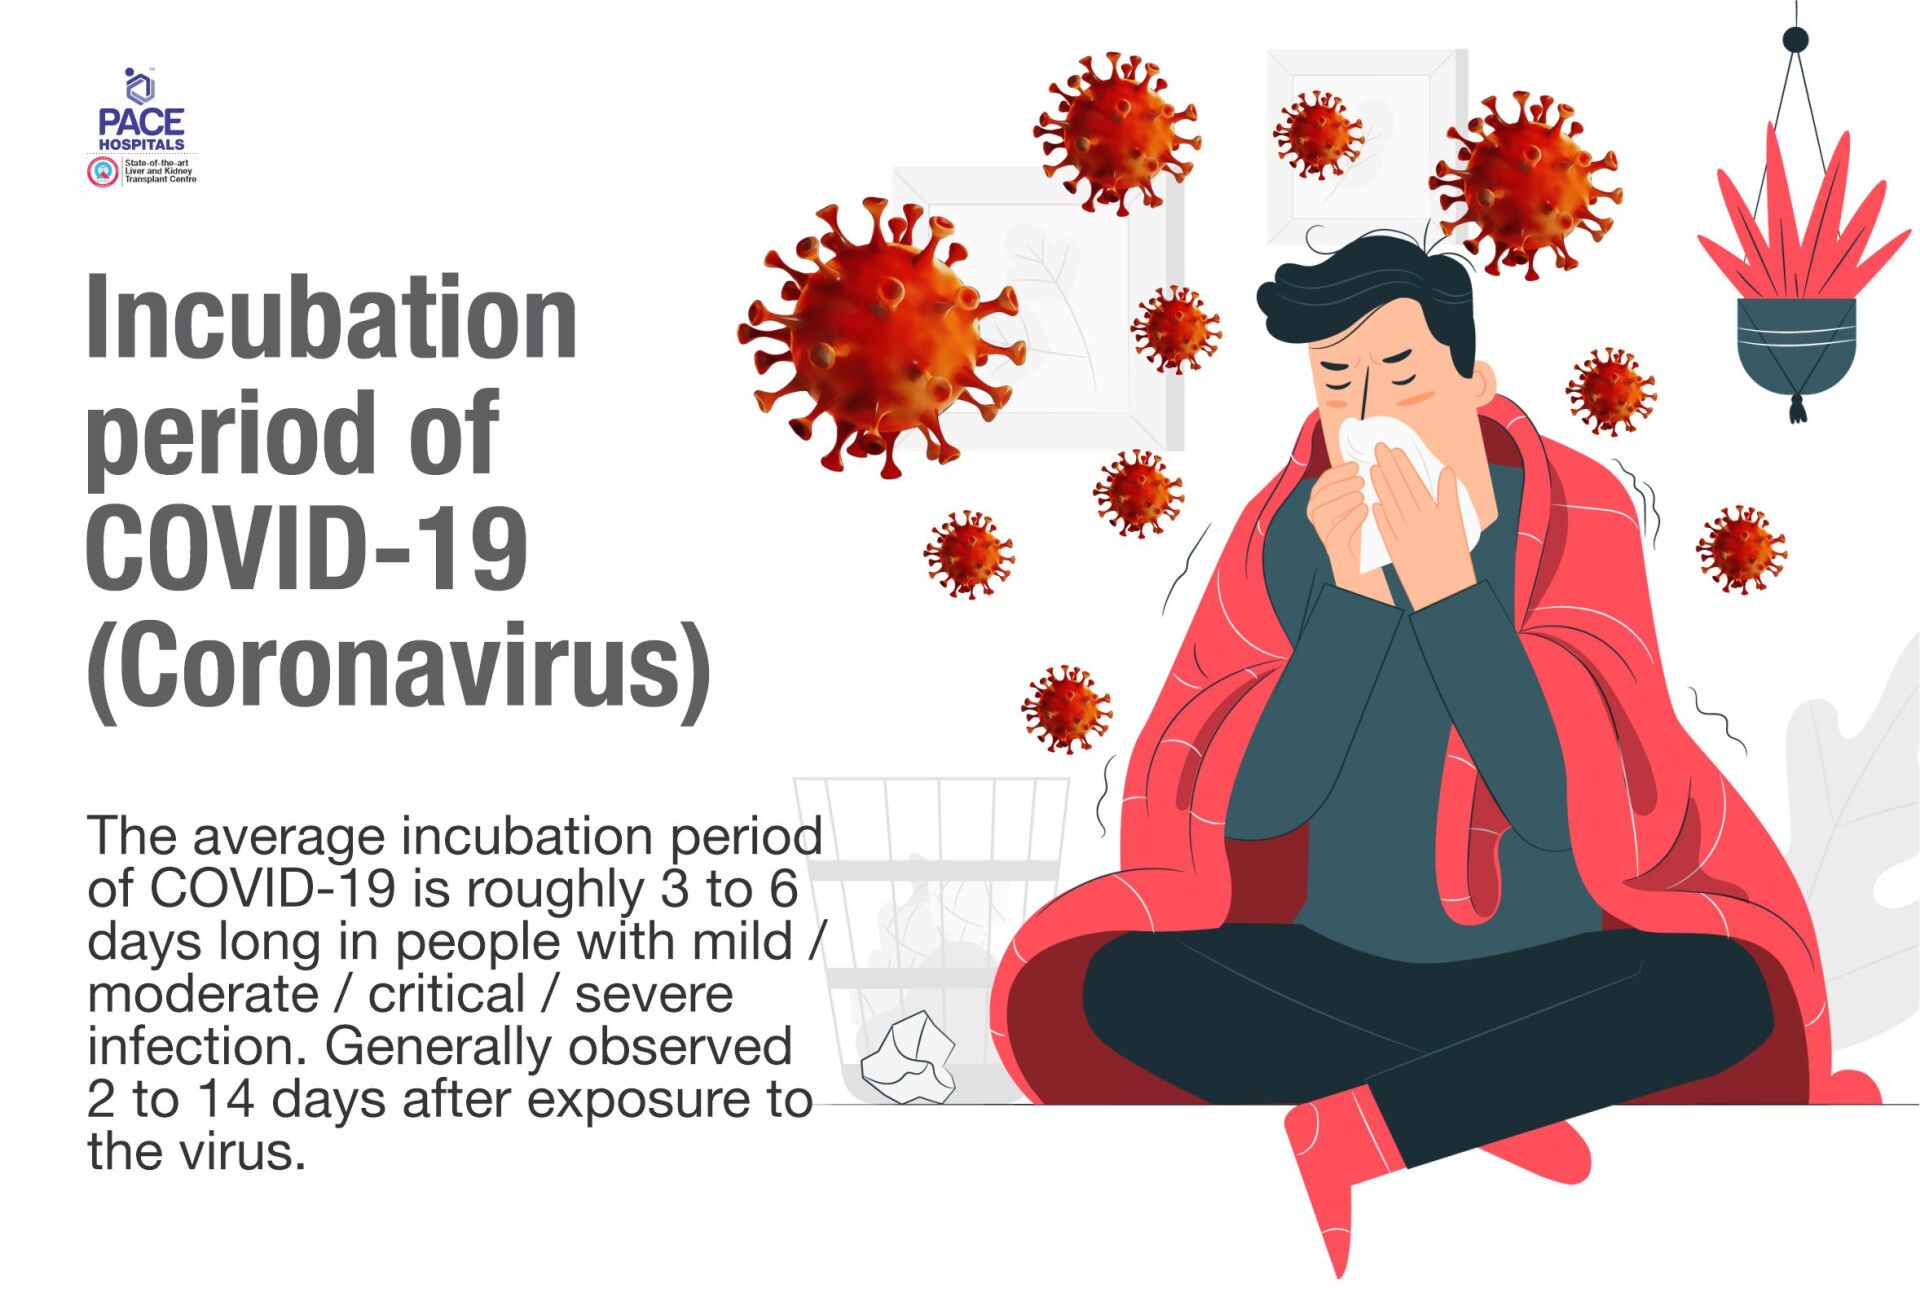 PACE
HOSPITALS
State-of-the-art
Liver and Kidney
Transplant Centre
Incubation
period of
COVID-19
(Coronavirus)
The average incubation period
of COVID-19 is roughly 3 to 6
days long in people with mild /
moderate / critical / severe
infection. Generally observed
2 to 14 days after exposure to
the virus.